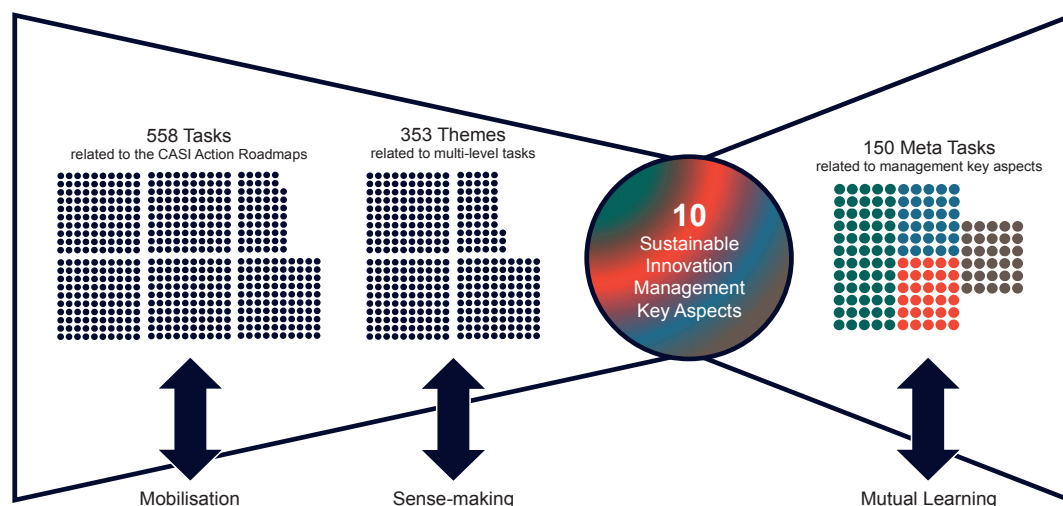 558 Tasks
related to the CASI Action Roadmaps
353 Themes
related to multi-level tasks
10
Sustainable
Innovation
Management
Key Aspects
150 Meta Tasks
related to management key aspects
Mobilisation
Sense-making
Mutual Learning